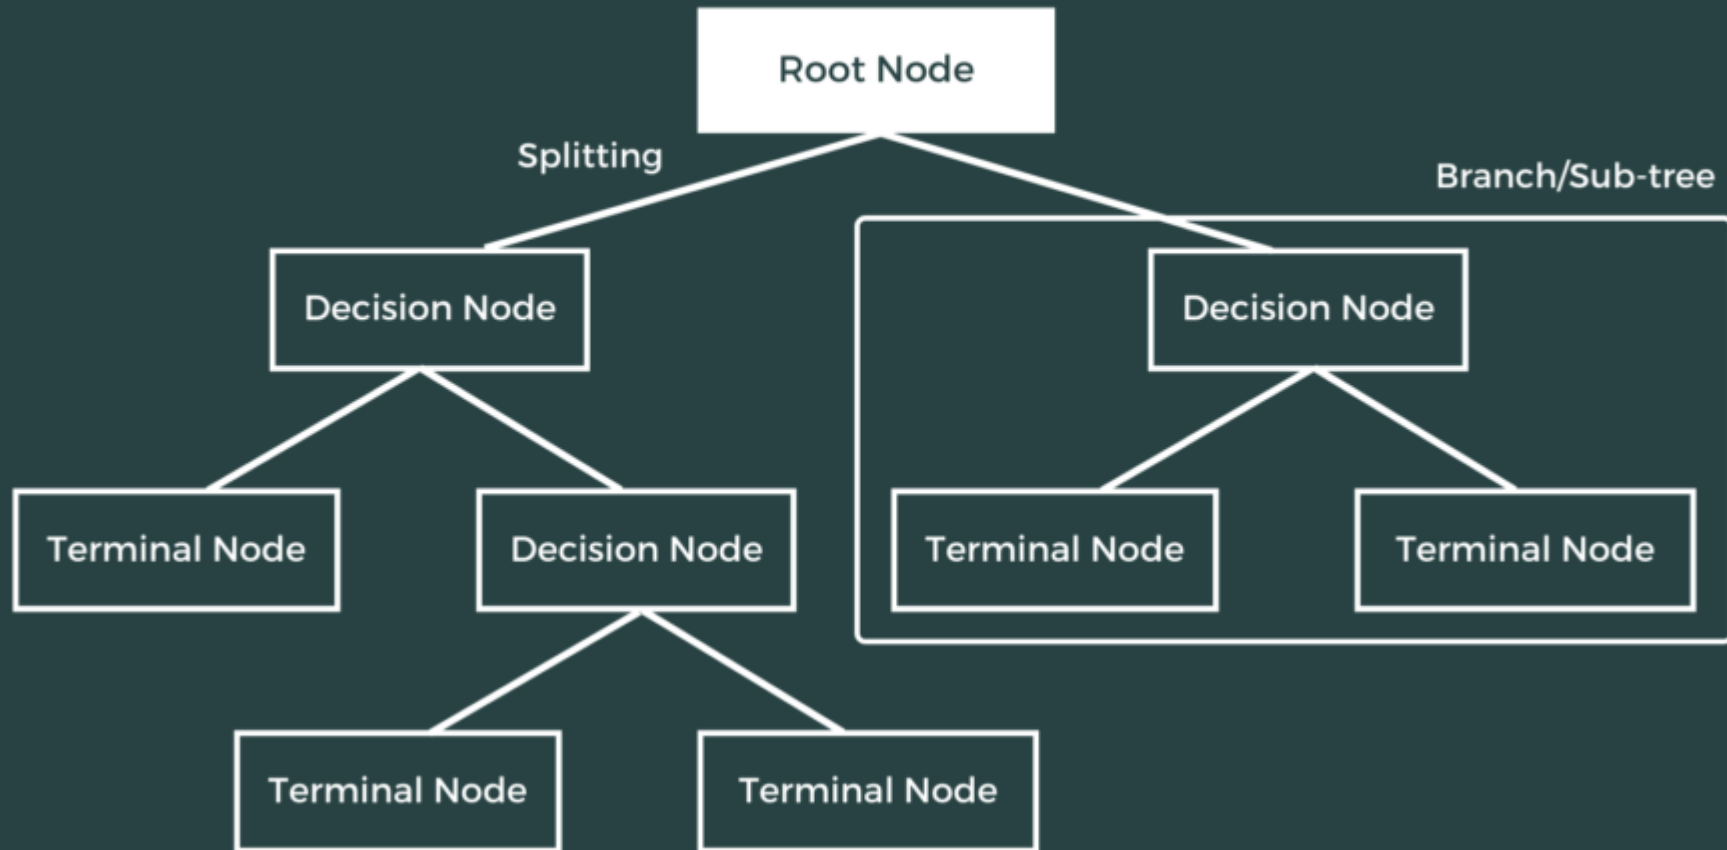 Root Node
Splitting
Branch/Sub-tree
Decision Node
Decision Node
Terminal Node
Decision Node
Terminal Node
Terminal Node
Terminal Node
Terminal Node